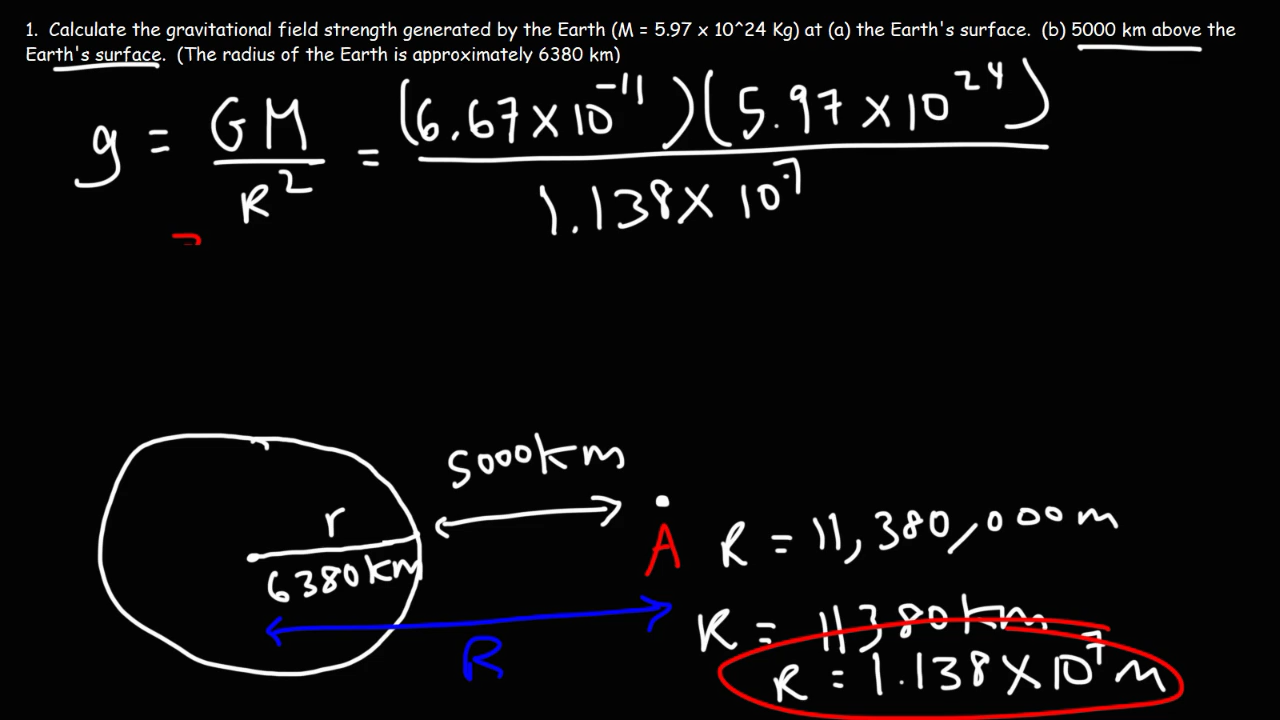 1. Calculate the gravitational field strength generated by the Earth (M = 5.97 x 10^24 Kg) at (a) the Earth's surface. (b) 5000 km above the
Earth's surface. (The radius of the Earth is approximately 6380 km)
g = GM / R² = (6.67 x 10⁻¹¹)(5.97 x 10²⁴) / 1.138 x 10⁷
5000 km
r
6380 km
A
R = 11,380,000 m
R = 11380 km
R
R = 1.138 x 10⁷ m